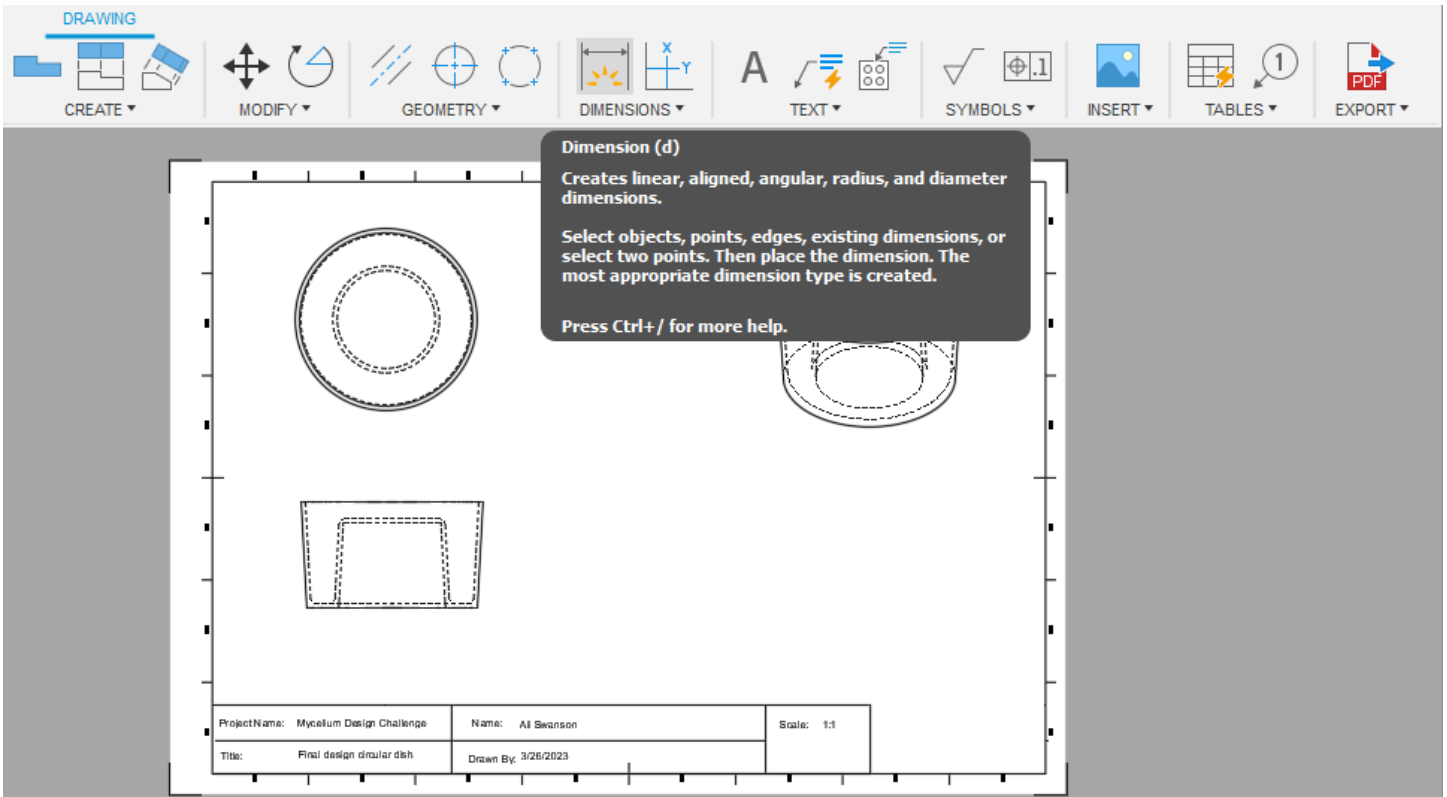 DRAWING
X
Y
A
1
.1
PDF
CREATE MODIFY GEOMETRY DIMENSIONS TEXT SYMBOLS INSERT TABLES EXPORT
Dimension (d)
Creates linear, aligned, angular, radius, and diameter
dimensions.
Select objects, points, edges, existing dimensions, or
select two points. Then place the dimension. The
most appropriate dimension type is created.
Press Ctrl+/ for more help.
Project Name: Mycelium Design Challenge Name: Ali Swanson Scale: 1:1
Title: Final design circular dish Drawn By: 3/26/2023